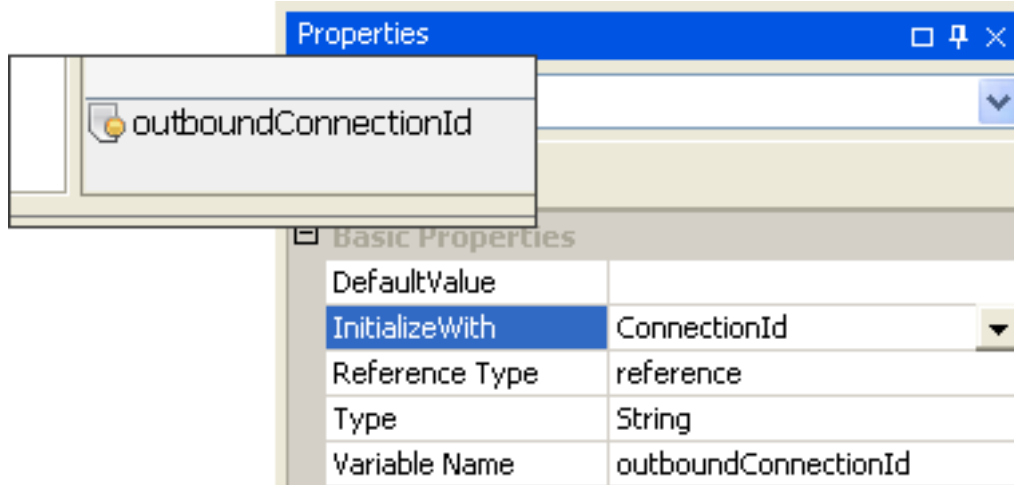 Properties
outboundConnectionId
Basic Properties
DefaultValue
InitializeWith ConnectionId
Reference Type reference
Type String
Variable Name outboundConnectionId